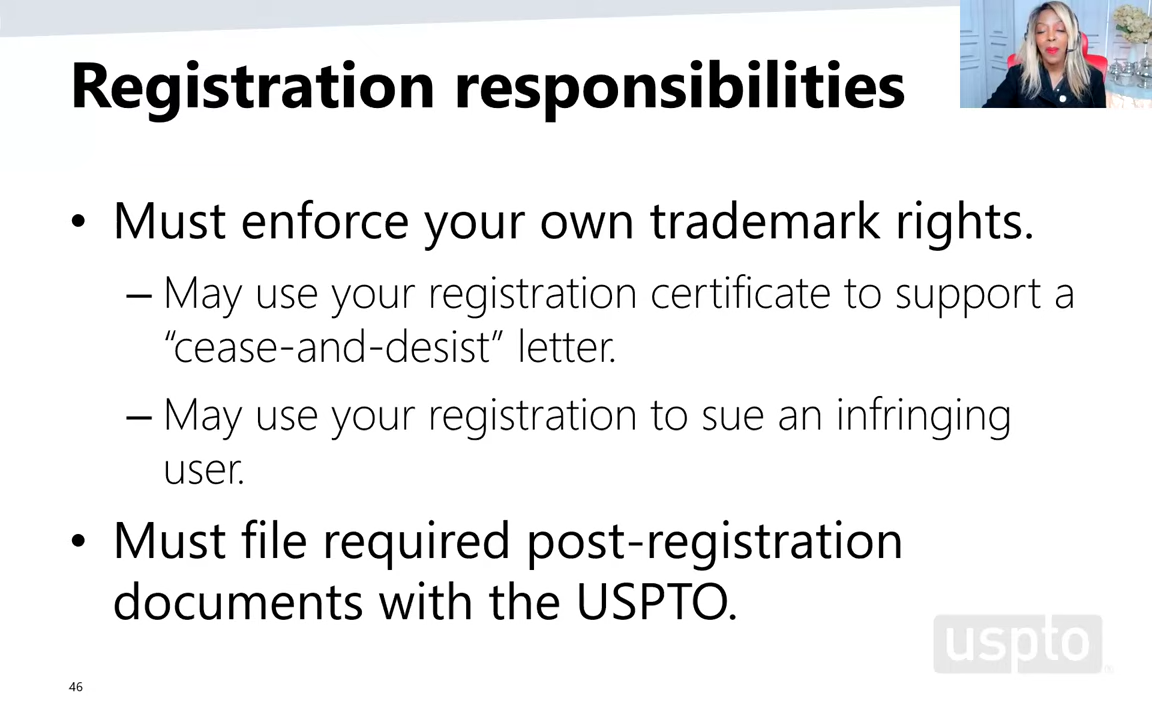 Registration responsibilities
• Must enforce your own trademark rights.
– May use your registration certificate to support a
“cease-and-desist” letter.
– May use your registration to sue an infringing
user.
• Must file required post-registration
documents with the USPTO.
uspto®
46